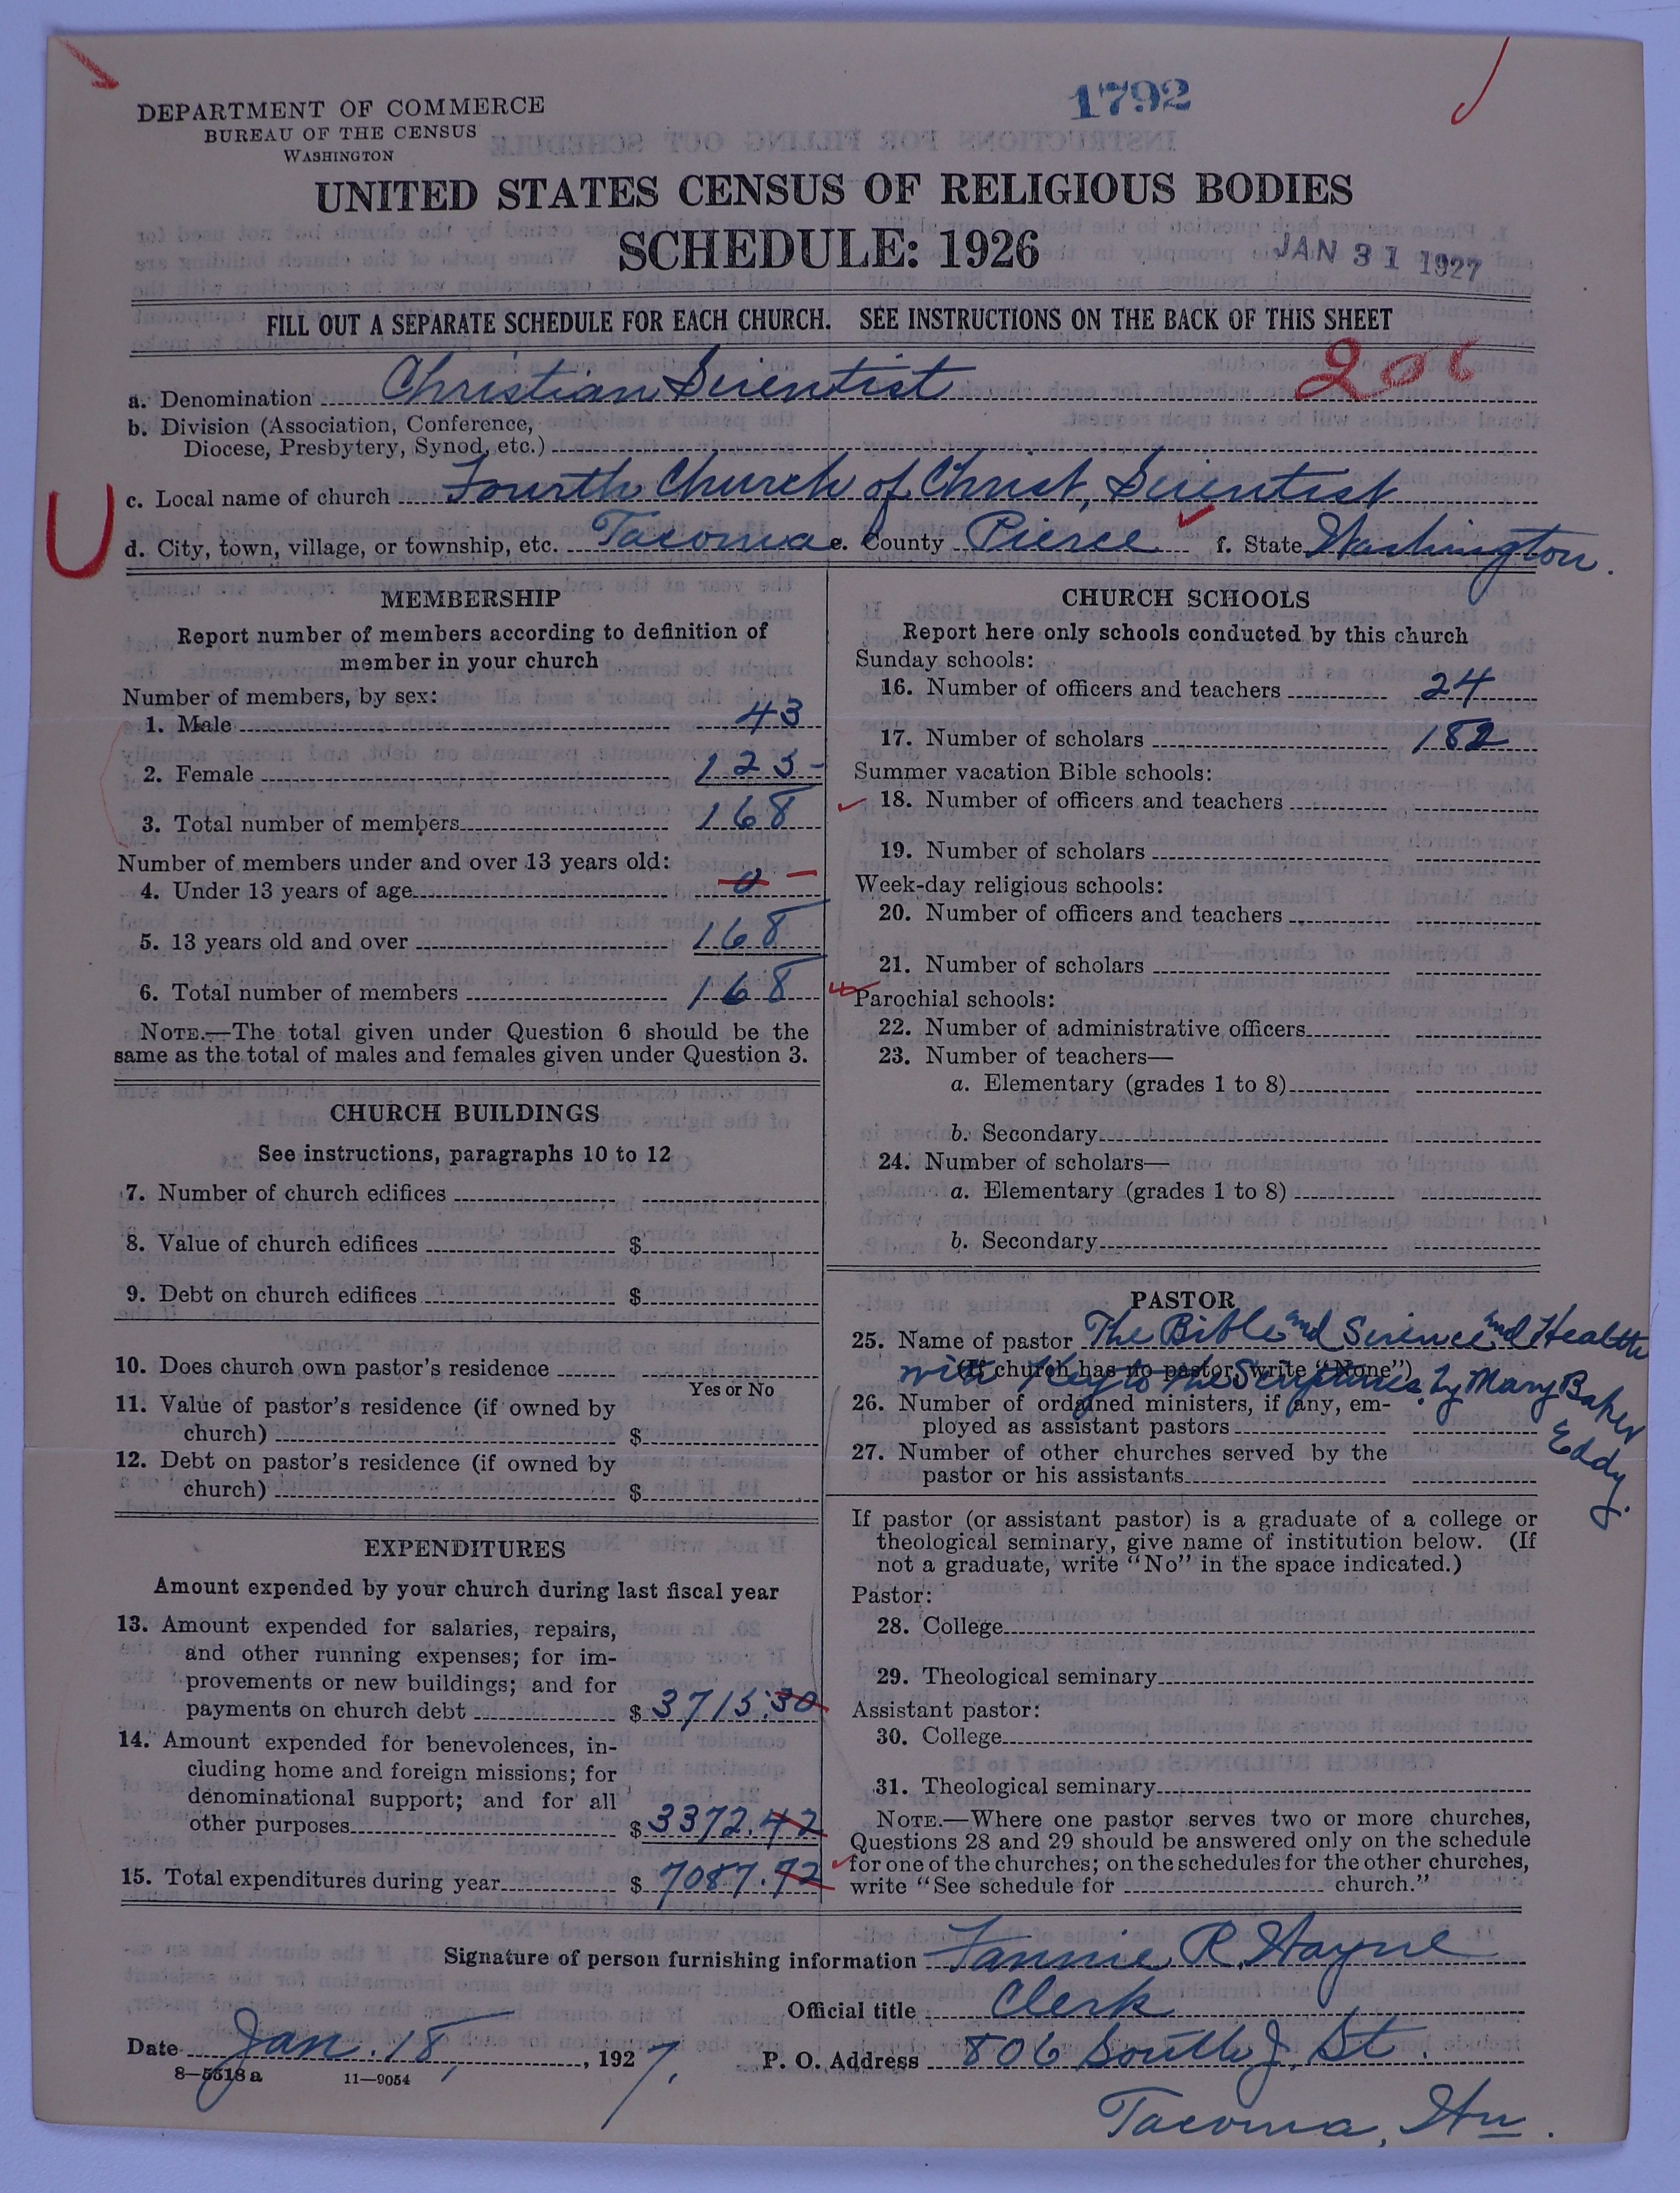 1792
DEPARTMENT OF COMMERCE
BUREAU OF THE CENSUS
WASHINGTON
UNITED STATES CENSUS OF RELIGIOUS BODIES
SCHEDULE: 1926
JAN 31 1927
FILL OUT A SEPARATE SCHEDULE FOR EACH CHURCH. SEE INSTRUCTIONS ON THE BACK OF THIS SHEET
206
a. Denomination Christian Scientist
b. Division (Association, Conference,
Diocese, Presbytery, Synod, etc.)
U
c. Local name of church Fourth Church of Christ, Scientist
d. City, town, village, or township, etc. Tacoma e. County Pierce f. State Washington.
MEMBERSHIP
Report number of members according to definition of
member in your church
Number of members, by sex:
1. Male 43
2. Female 125
3. Total number of members 168
Number of members under and over 13 years old:
4. Under 13 years of age 0 —
5. 13 years old and over 168
6. Total number of members 168
NOTE.—The total given under Question 6 should be the
same as the total of males and females given under Question 3.
CHURCH BUILDINGS
See instructions, paragraphs 10 to 12
7. Number of church edifices
8. Value of church edifices $
9. Debt on church edifices $
10. Does church own pastor's residence
Yes or No
11. Value of pastor's residence (if owned by
church) $
12. Debt on pastor's residence (if owned by
church) $
EXPENDITURES
Amount expended by your church during last fiscal year
13. Amount expended for salaries, repairs,
and other running expenses; for im-
provements or new buildings; and for
payments on church debt $ 3715.30
14. Amount expended for benevolences, in-
cluding home and foreign missions; for
denominational support; and for all
other purposes $ 3372.42
15. Total expenditures during year $ 7087.72
CHURCH SCHOOLS
Report here only schools conducted by this church
Sunday schools:
16. Number of officers and teachers 24
17. Number of scholars 182
Summer vacation Bible schools:
18. Number of officers and teachers
19. Number of scholars
Week-day religious schools:
20. Number of officers and teachers
21. Number of scholars
Parochial schools:
22. Number of administrative officers
23. Number of teachers—
a. Elementary (grades 1 to 8)
b. Secondary
24. Number of scholars—
a. Elementary (grades 1 to 8)
b. Secondary
PASTOR
25. Name of pastor The Bible and Science and Health
(If church has no pastor, write "None")
with Key to the Scriptures by Mary Baker
Eddy.
26. Number of ordained ministers, if any, em-
ployed as assistant pastors
27. Number of other churches served by the
pastor or his assistants
If pastor (or assistant pastor) is a graduate of a college or
theological seminary, give name of institution below. (If
not a graduate, write "No" in the space indicated.)
Pastor:
28. College
29. Theological seminary
Assistant pastor:
30. College
31. Theological seminary
NOTE.—Where one pastor serves two or more churches,
Questions 28 and 29 should be answered only on the schedule
for one of the churches; on the schedules for the other churches,
write "See schedule for church."
Signature of person furnishing information Fannie R. Hayne
Official title Clerk
Date Jan. 18, 1927.
P. O. Address 806 South J. St.
8—5518a 11—9054
Tacoma, Wn.